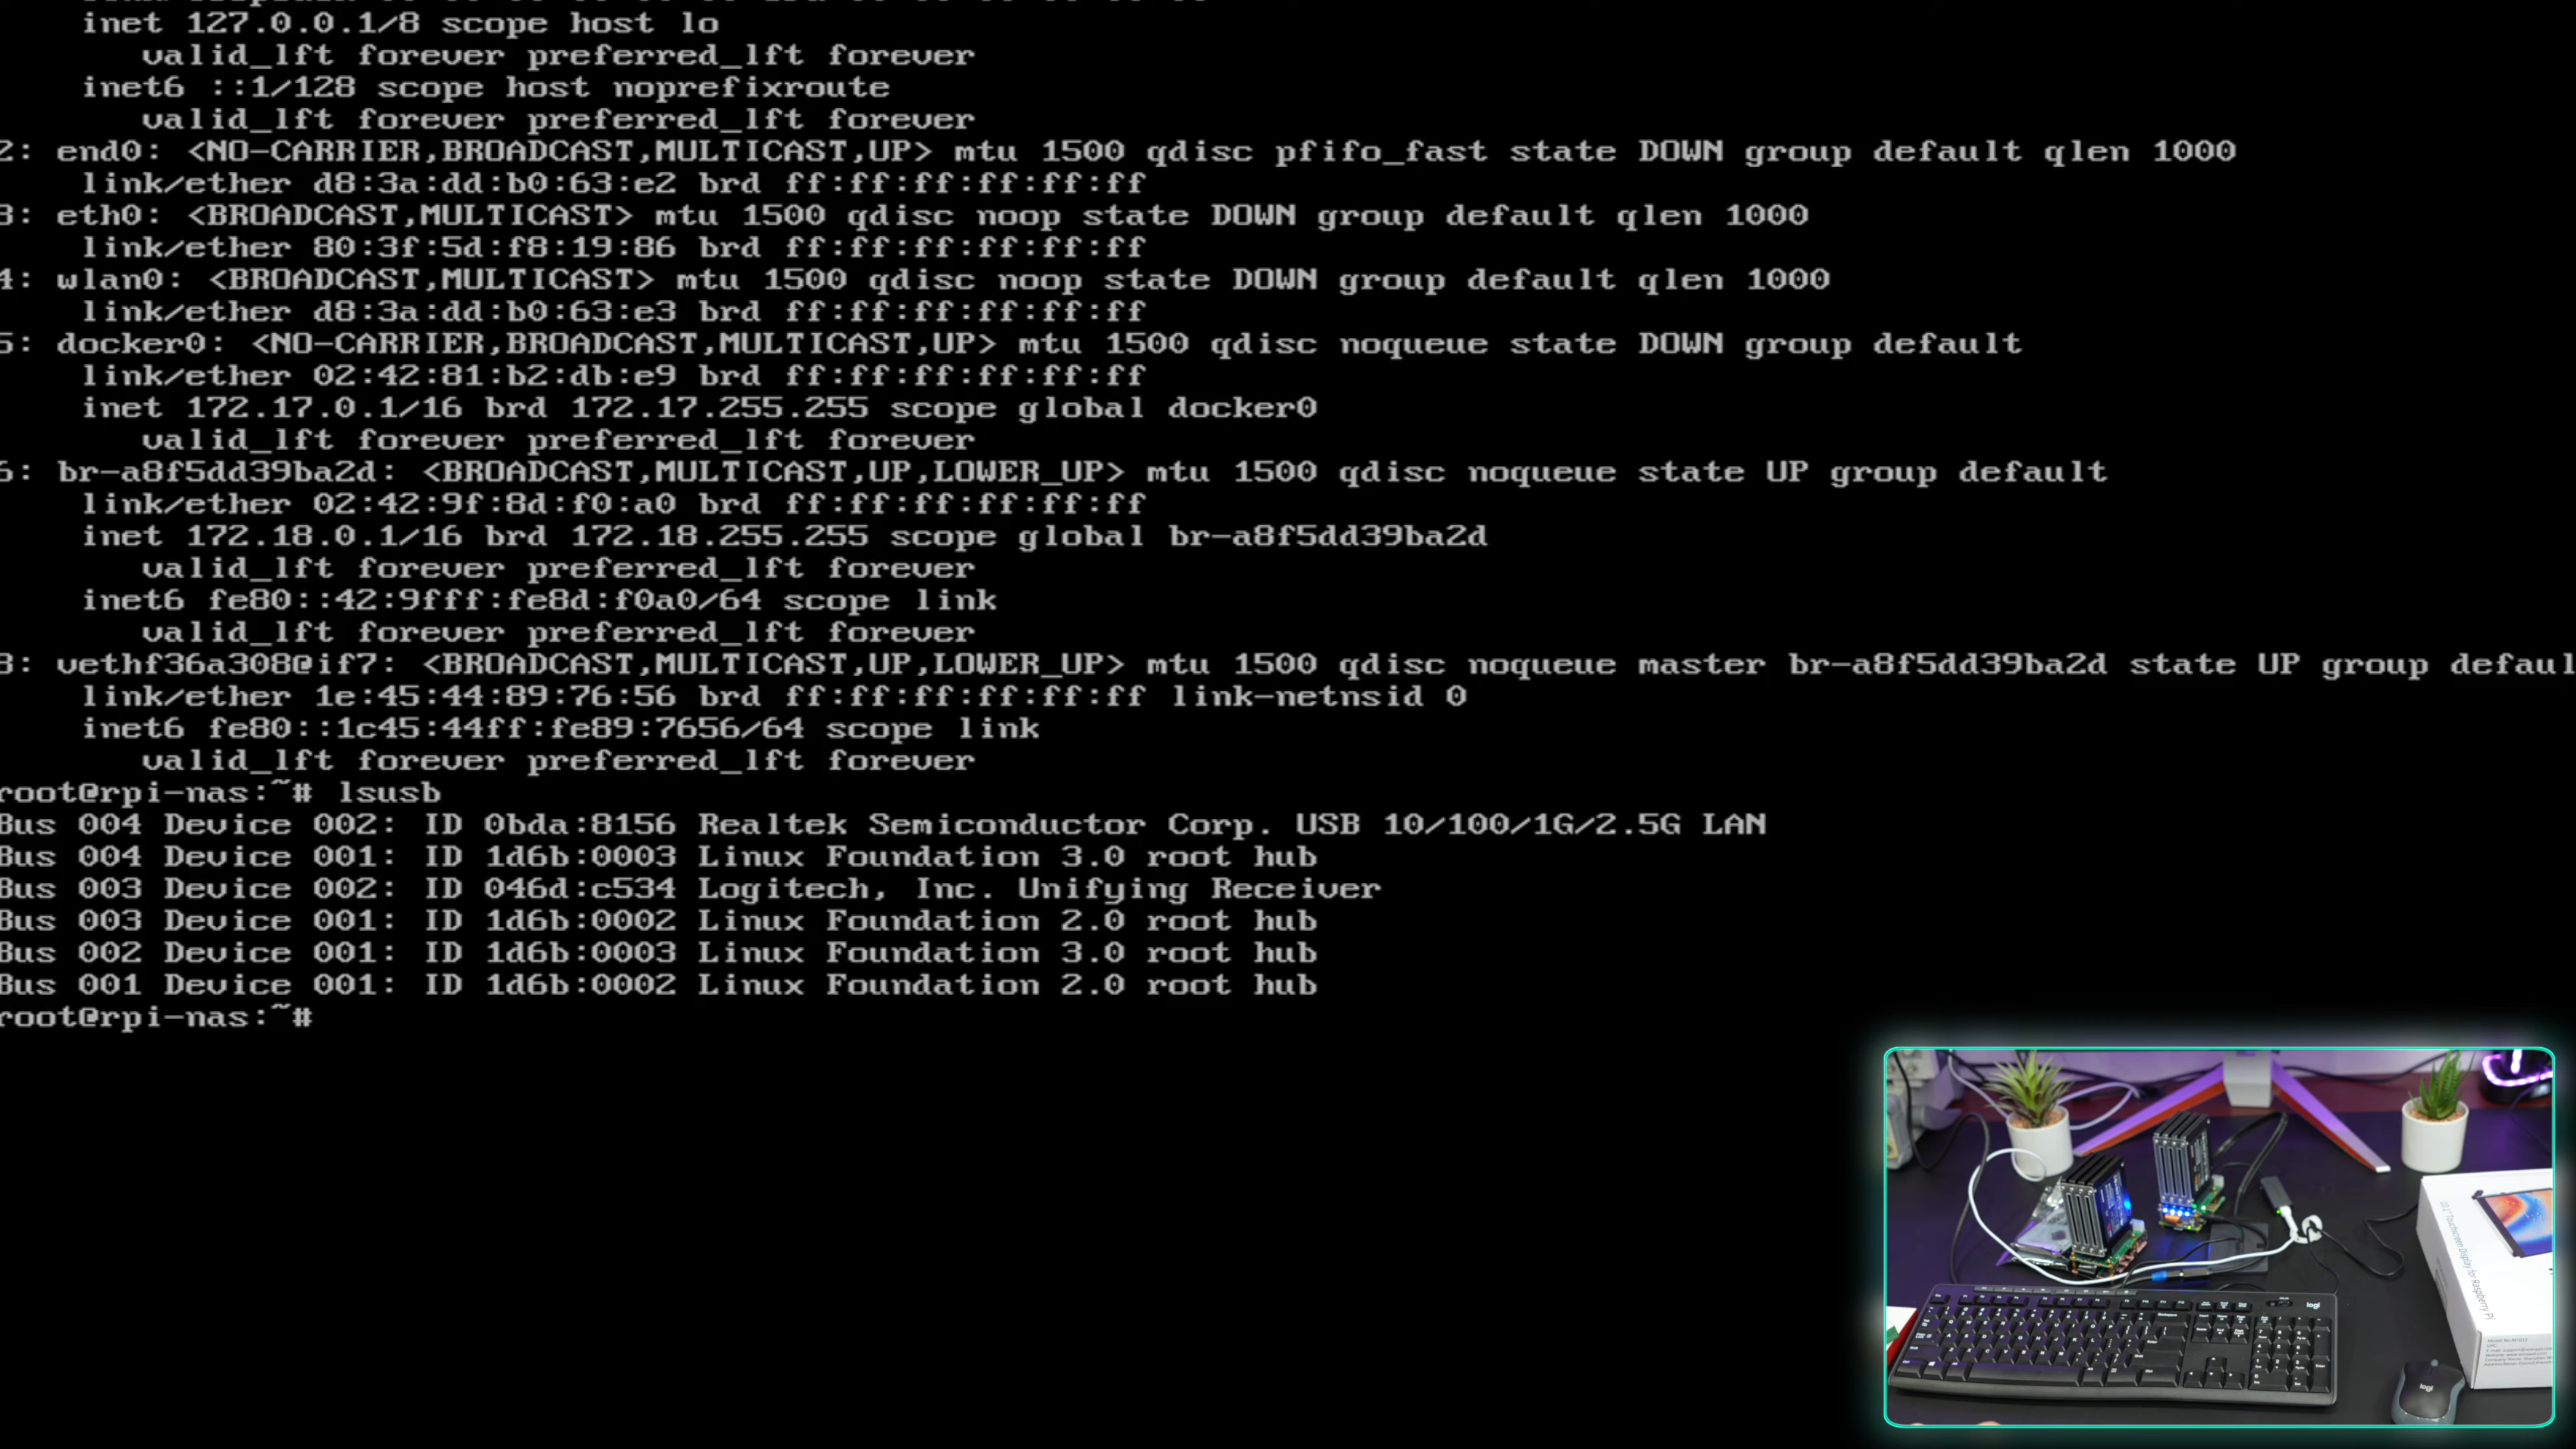 inet 127.0.0.1/8 scope host lo
valid_lft forever preferred_lft forever
inet6 ::1/128 scope host noprefixroute
valid_lft forever preferred_lft forever
2: end0: <NO-CARRIER,BROADCAST,MULTICAST,UP> mtu 1500 qdisc pfifo_fast state DOWN group default qlen 1000
link/ether d8:3a:dd:b0:63:e2 brd ff:ff:ff:ff:ff:ff
3: eth0: <BROADCAST,MULTICAST> mtu 1500 qdisc noop state DOWN group default qlen 1000
link/ether 80:3f:5d:f8:19:86 brd ff:ff:ff:ff:ff:ff
4: wlan0: <BROADCAST,MULTICAST> mtu 1500 qdisc noop state DOWN group default qlen 1000
link/ether d8:3a:dd:b0:63:e3 brd ff:ff:ff:ff:ff:ff
5: docker0: <NO-CARRIER,BROADCAST,MULTICAST,UP> mtu 1500 qdisc noqueue state DOWN group default
link/ether 02:42:81:b2:db:e9 brd ff:ff:ff:ff:ff:ff
inet 172.17.0.1/16 brd 172.17.255.255 scope global docker0
valid_lft forever preferred_lft forever
6: br-a8f5dd39ba2d: <BROADCAST,MULTICAST,UP,LOWER_UP> mtu 1500 qdisc noqueue state UP group default
link/ether 02:42:9f:8d:f0:a0 brd ff:ff:ff:ff:ff:ff
inet 172.18.0.1/16 brd 172.18.255.255 scope global br-a8f5dd39ba2d
valid_lft forever preferred_lft forever
inet6 fe80::42:9fff:fe8d:f0a0/64 scope link
valid_lft forever preferred_lft forever
8: vethf36a308@if7: <BROADCAST,MULTICAST,UP,LOWER_UP> mtu 1500 qdisc noqueue master br-a8f5dd39ba2d state UP group defaul
link/ether 1e:45:44:89:76:56 brd ff:ff:ff:ff:ff:ff link-netnsid 0
inet6 fe80::1c45:44ff:fe89:7656/64 scope link
valid_lft forever preferred_lft forever
root@rpi-nas:~# lsusb
Bus 004 Device 002: ID 0bda:8156 Realtek Semiconductor Corp. USB 10/100/1G/2.5G LAN
Bus 004 Device 001: ID 1d6b:0003 Linux Foundation 3.0 root hub
Bus 003 Device 002: ID 046d:c534 Logitech, Inc. Unifying Receiver
Bus 003 Device 001: ID 1d6b:0002 Linux Foundation 2.0 root hub
Bus 002 Device 001: ID 1d6b:0003 Linux Foundation 3.0 root hub
Bus 001 Device 001: ID 1d6b:0002 Linux Foundation 2.0 root hub
root@rpi-nas:~#
10.1" Touchscreen Display for Raspberry Pi
logi
logi